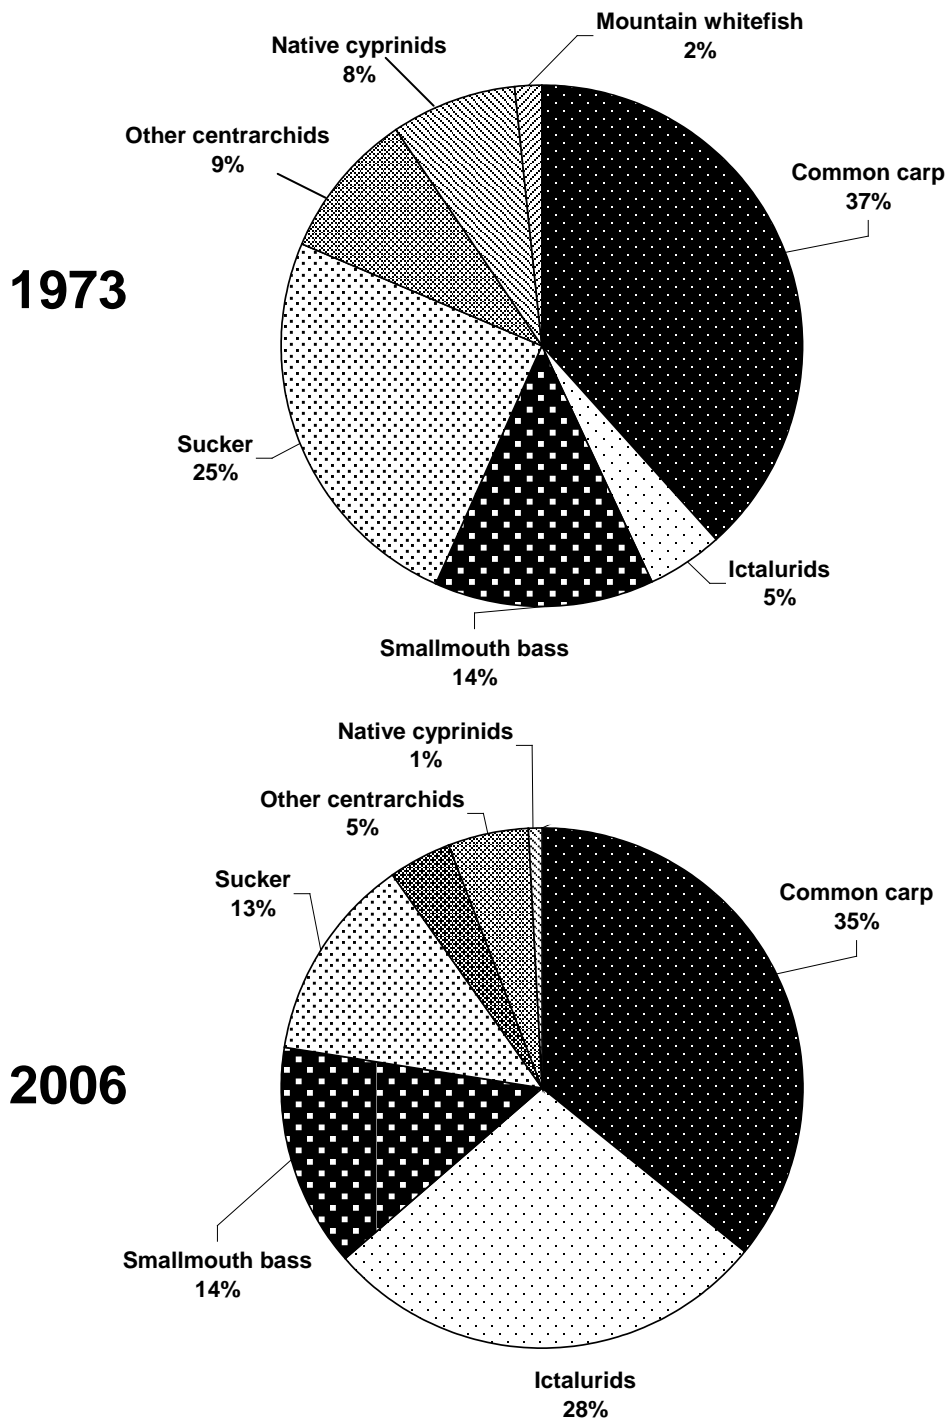 Mountain whitefish
2%
Native cyprinids
8%
Other centrarchids
9%
Common carp
37%
1973
Sucker
25%
Ictalurids
5%
Smallmouth bass
14%
Native cyprinids
1%
Other centrarchids
5%
Sucker
13%
Common carp
35%
2006
Smallmouth bass
14%
Ictalurids
28%